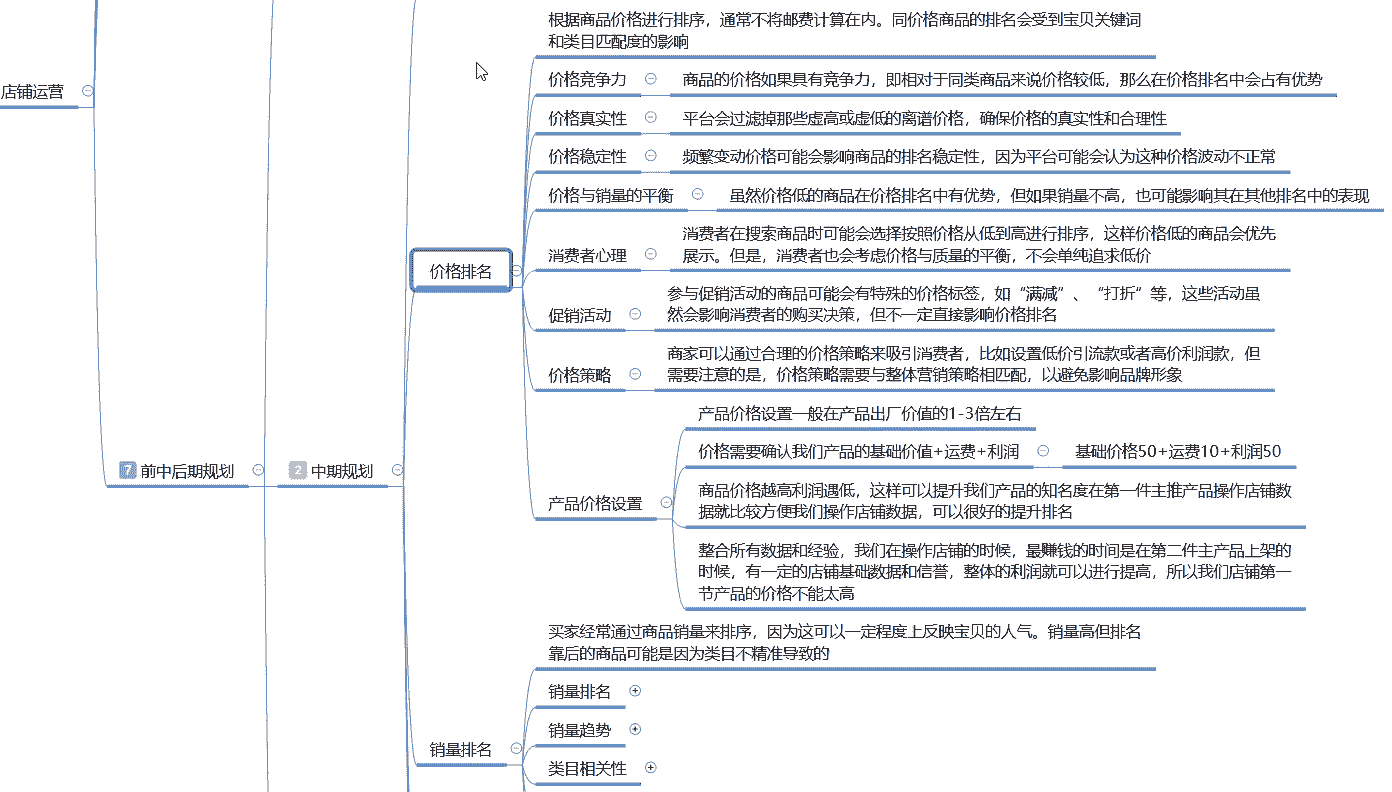 根据商品价格进行排序，通常不将邮费计算在内。同价格商品的排名会受到宝贝关键词
和类目匹配度的影响
店铺运营
价格竞争力
商品的价格如果具有竞争力，即相对于同类商品来说价格较低，那么在价格排名中会占有优势
价格真实性
平台会过滤掉那些虚高或虚低的离谱价格，确保价格的真实性和合理性
价格稳定性
频繁变动价格可能会影响商品的排名稳定性，因为平台可能会认为这种价格波动不正常
价格与销量的平衡
虽然价格低的商品在价格排名中有优势，但如果销量不高，也可能影响其在其他排名中的表现
消费者心理
消费者在搜索商品时可能会选择按照价格从低到高进行排序，这样价格低的商品会优先
展示。但是，消费者也会考虑价格与质量的平衡，不会单纯追求低价
价格排名
促销活动
参与促销活动的商品可能会有特殊的价格标签，如“满减”、“打折”等，这些活动虽
然会影响消费者的购买决策，但不一定直接影响价格排名
价格策略
商家可以通过合理的价格策略来吸引消费者，比如设置低价引流款或者高价利润款，但
需要注意的是，价格策略需要与整体营销策略相匹配，以避免影响品牌形象
产品价格设置一般在产品出厂价值的1-3倍左右
价格需要确认我们产品的基础价值+运费+利润
基础价格50+运费10+利润50
7 前中后期规划
2 中期规划
产品价格设置
商品价格越高利润遇低，这样可以提升我们产品的知名度在第一件主推产品操作店铺数
据就比较方便我们操作店铺数据，可以很好的提升排名
整合所有数据和经验，我们在操作店铺的时候，最赚钱的时间是在第二件主产品上架的
时候，有一定的店铺基础数据和信誉，整体的利润就可以进行提高，所以我们店铺第一
节产品的价格不能太高
买家经常通过商品销量来排序，因为这可以一定程度上反映宝贝的人气。销量高但排名
靠后的商品可能是因为类目不精准导致的
销量排名
销量趋势
销量排名
类目相关性